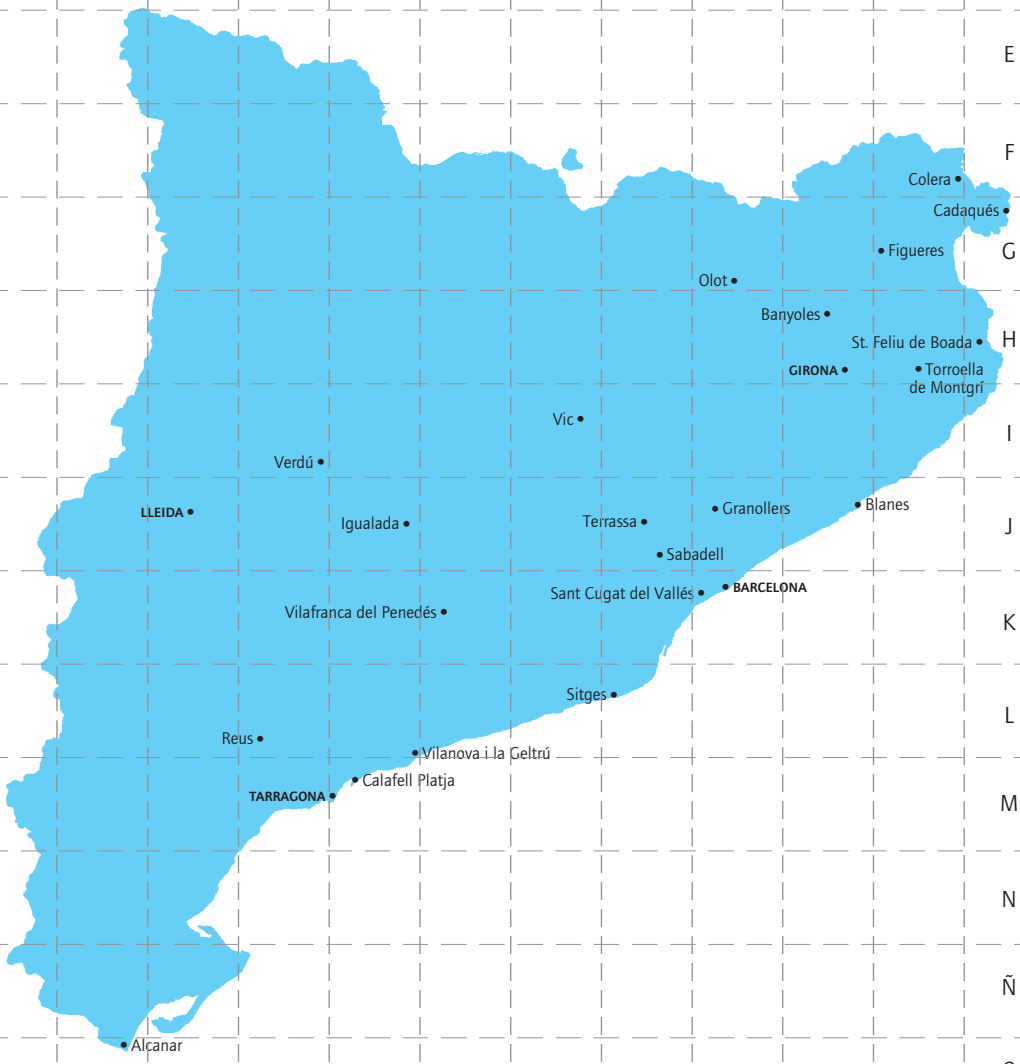 E
F
Colera
Cadaqués
G
Figueres
Olot
Banyoles
H
St. Feliu de Boada
GIRONA
Torroella
de Montgrí
Vic
I
Verdú
LLEIDA
Igualada
Terrassa
Granollers
Blanes
J
Sabadell
Sant Cugat del Vallés
BARCELONA
Vilafranca del Penedés
K
Sitges
L
Reus
Vilanova i la Geltrú
Calafell Platja
TARRAGONA
M
N
Ñ
Alcanar